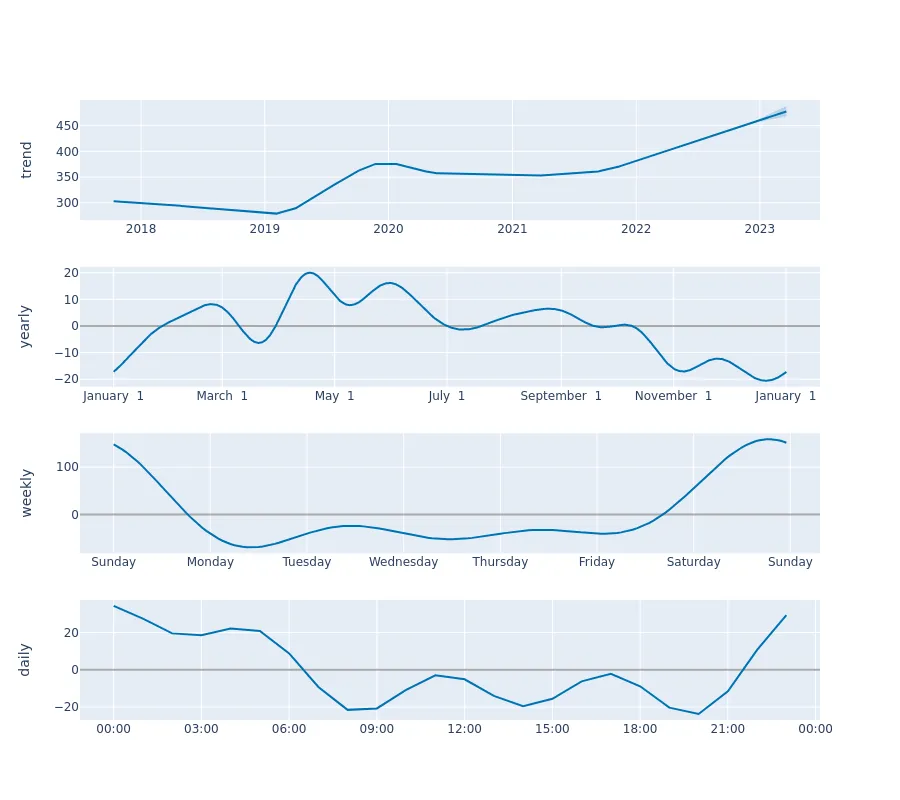 trend
450
400
350
300
2018 2019 2020 2021 2022 2023
yearly
20
10
0
−10
−20
January 1 March 1 May 1 July 1 September 1 November 1 January 1
weekly
100
0
Sunday Monday Tuesday Wednesday Thursday Friday Saturday Sunday
daily
20
0
−20
00:00 03:00 06:00 09:00 12:00 15:00 18:00 21:00 00:00